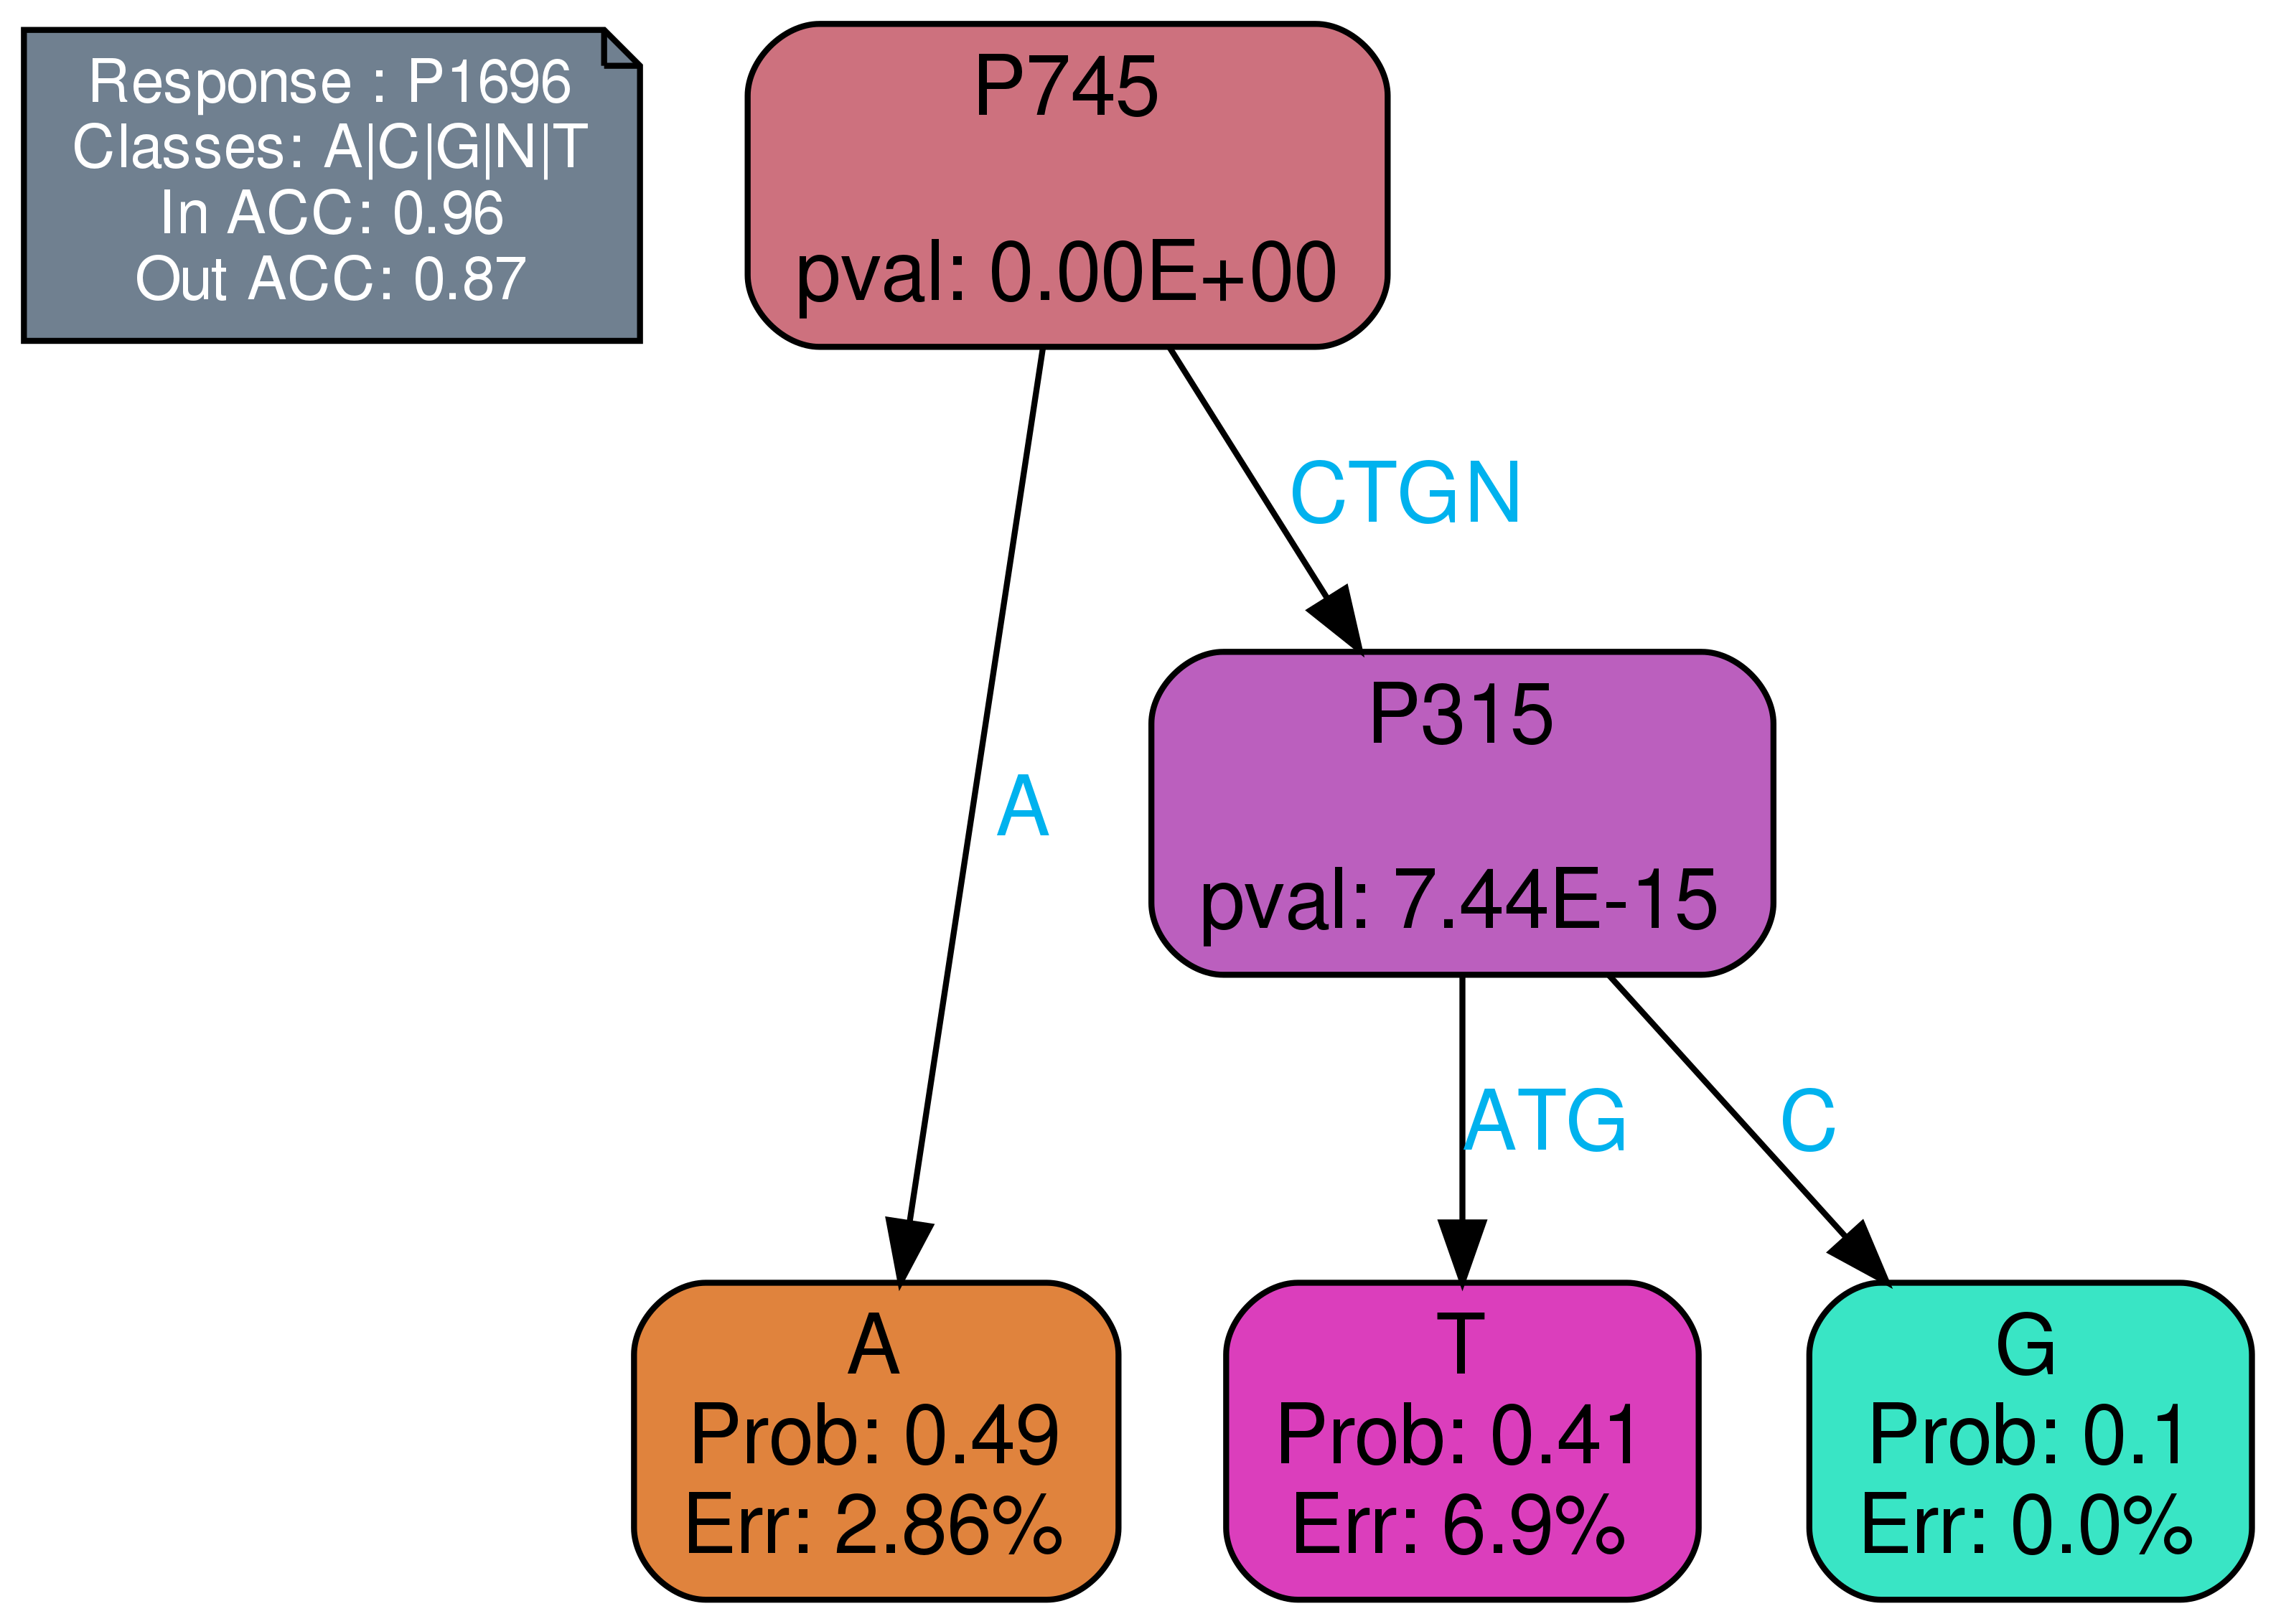 Response : P1696
Classes: A|C|G|N|T
In ACC: 0.96
Out ACC: 0.87
P745
pval: 0.00E+00
CTGN
P315
pval: 7.44E-15
A
ATG
C
A
Prob: 0.49
Err: 2.86%
T
Prob: 0.41
Err: 6.9%
G
Prob: 0.1
Err: 0.0%